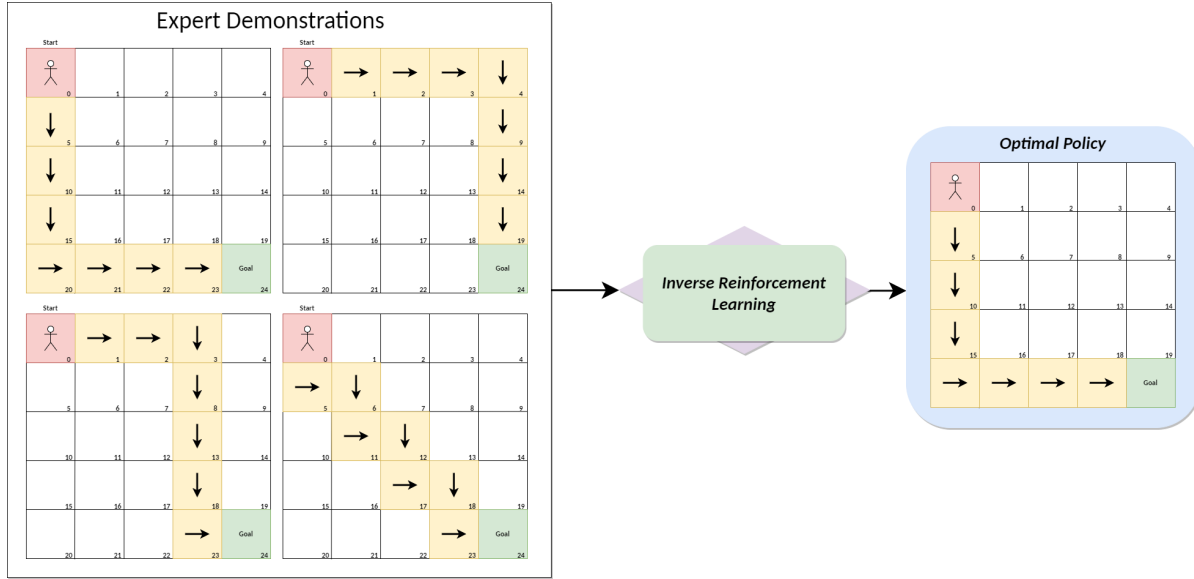 Expert Demonstrations
Start
0 1 2 3 4
5 6 7 8 9
10 11 12 13 14
15 16 17 18 19
Goal
20 21 22 23 24
Start
0 1 2 3 4
5 6 7 8 9
10 11 12 13 14
15 16 17 18 19
Goal
20 21 22 23 24
Start
0 1 2 3 4
5 6 7 8 9
10 11 12 13 14
15 16 17 18 19
Goal
20 21 22 23 24
Start
0 1 2 3 4
5 6 7 8 9
10 11 12 13 14
15 16 17 18 19
Goal
20 21 22 23 24
Inverse Reinforcement
Learning
Optimal Policy
0 1 2 3 4
5 6 7 8 9
10 11 12 13 14
15 16 17 18 19
Goal